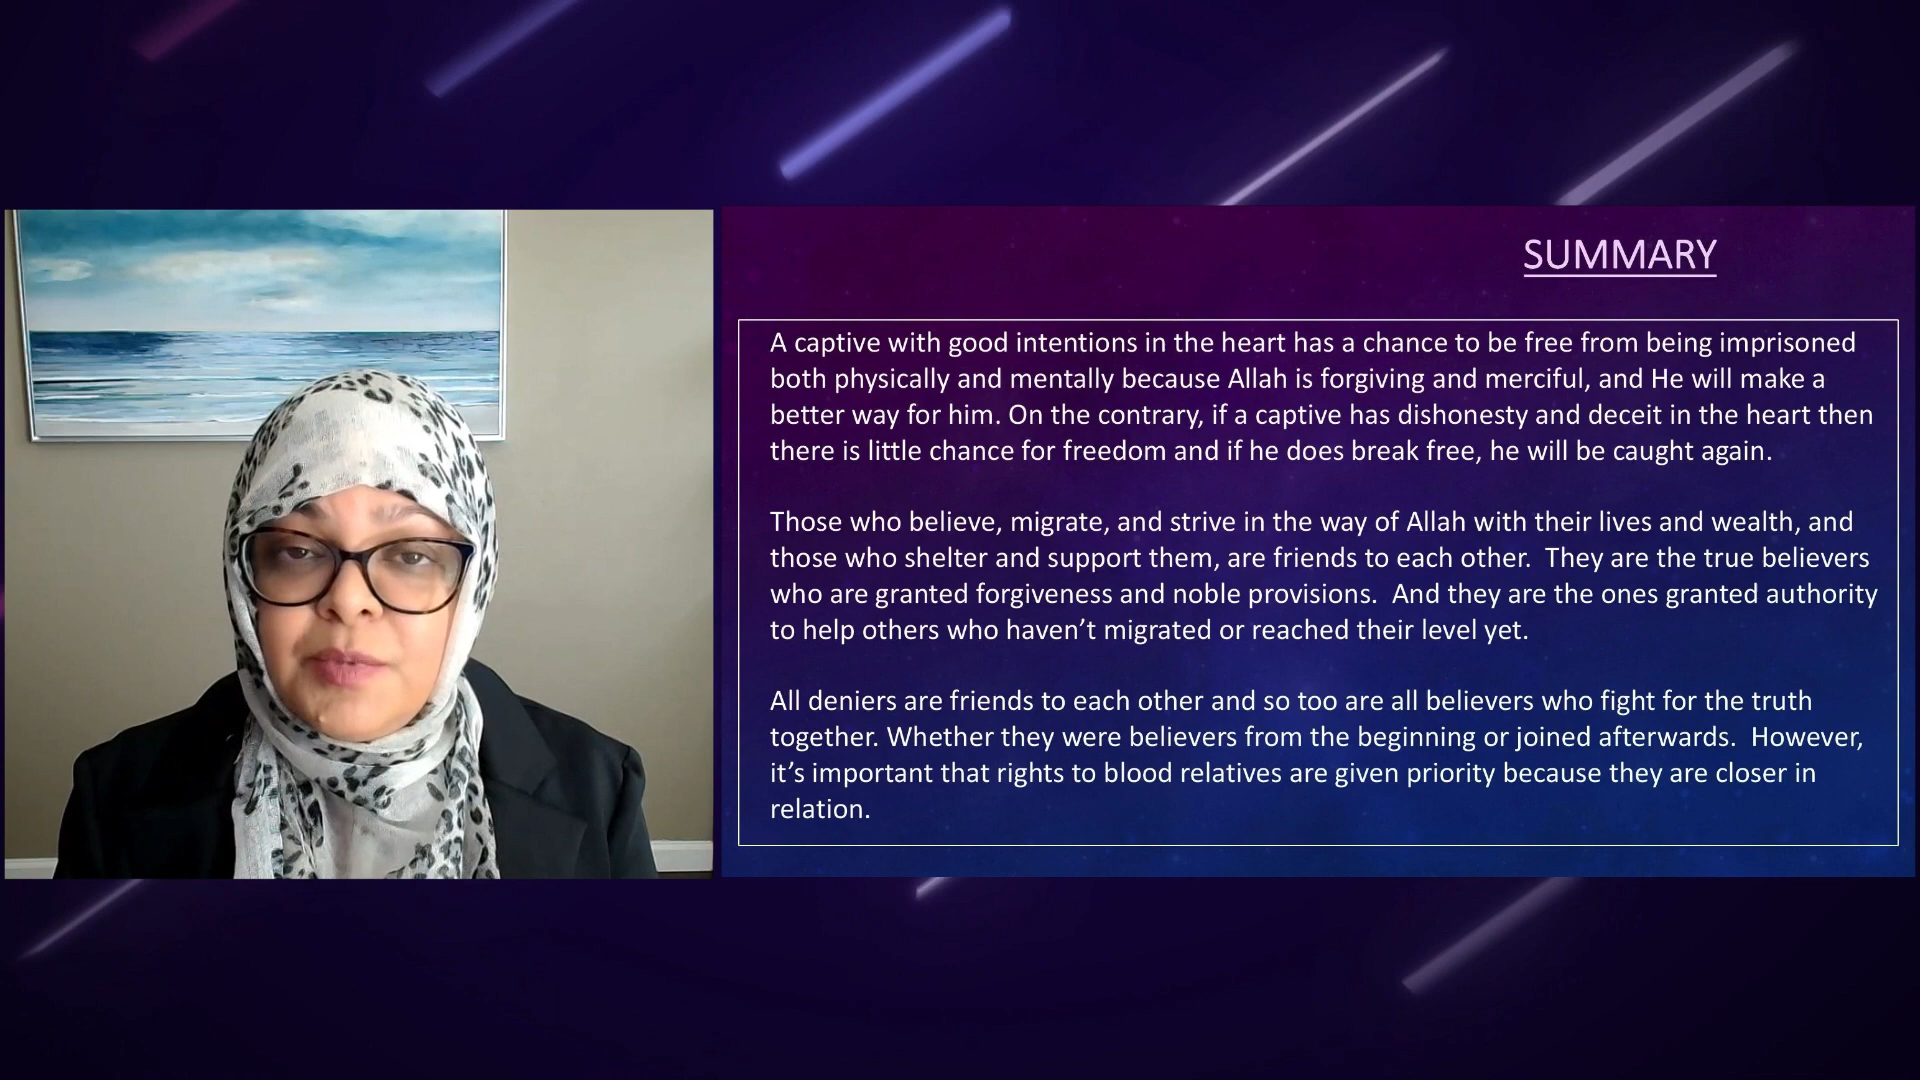 SUMMARY
A captive with good intentions in the heart has a chance to be free from being imprisoned
both physically and mentally because Allah is forgiving and merciful, and He will make a
better way for him. On the contrary, if a captive has dishonesty and deceit in the heart then
there is little chance for freedom and if he does break free, he will be caught again.
Those who believe, migrate, and strive in the way of Allah with their lives and wealth, and
those who shelter and support them, are friends to each other.  They are the true believers
who are granted forgiveness and noble provisions.  And they are the ones granted authority
to help others who haven’t migrated or reached their level yet.
All deniers are friends to each other and so too are all believers who fight for the truth
together. Whether they were believers from the beginning or joined afterwards.  However,
it’s important that rights to blood relatives are given priority because they are closer in
relation.